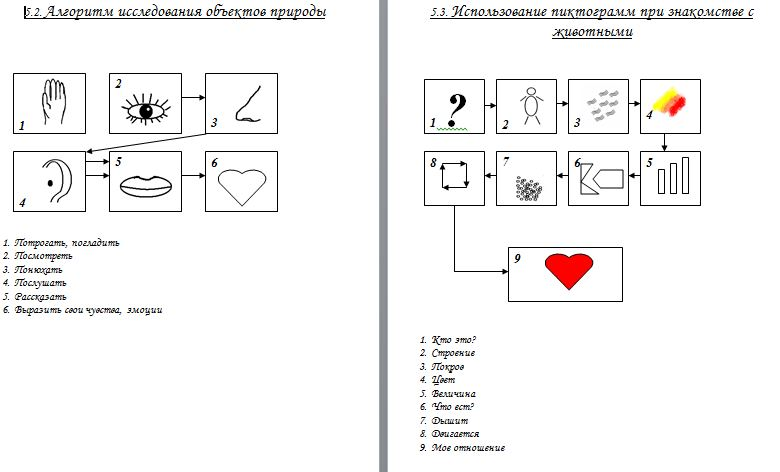 5.2. Алгоритм исследования объектов природы
1
2
3
4
5
6
1. Потрогать, погладить
2. Посмотреть
3. Понюхать
4. Послушать
5. Рассказать
6. Выразить свои чувства, эмоции
5.3. Использование пиктограмм при знакомстве с
животными
1 ?
2
3
4
8
7
6
5
9
1. Кто это?
2. Строение
3. Покров
4. Цвет
5. Величина
6. Что ест?
7. Дышит
8. Двигается
9. Мое отношение